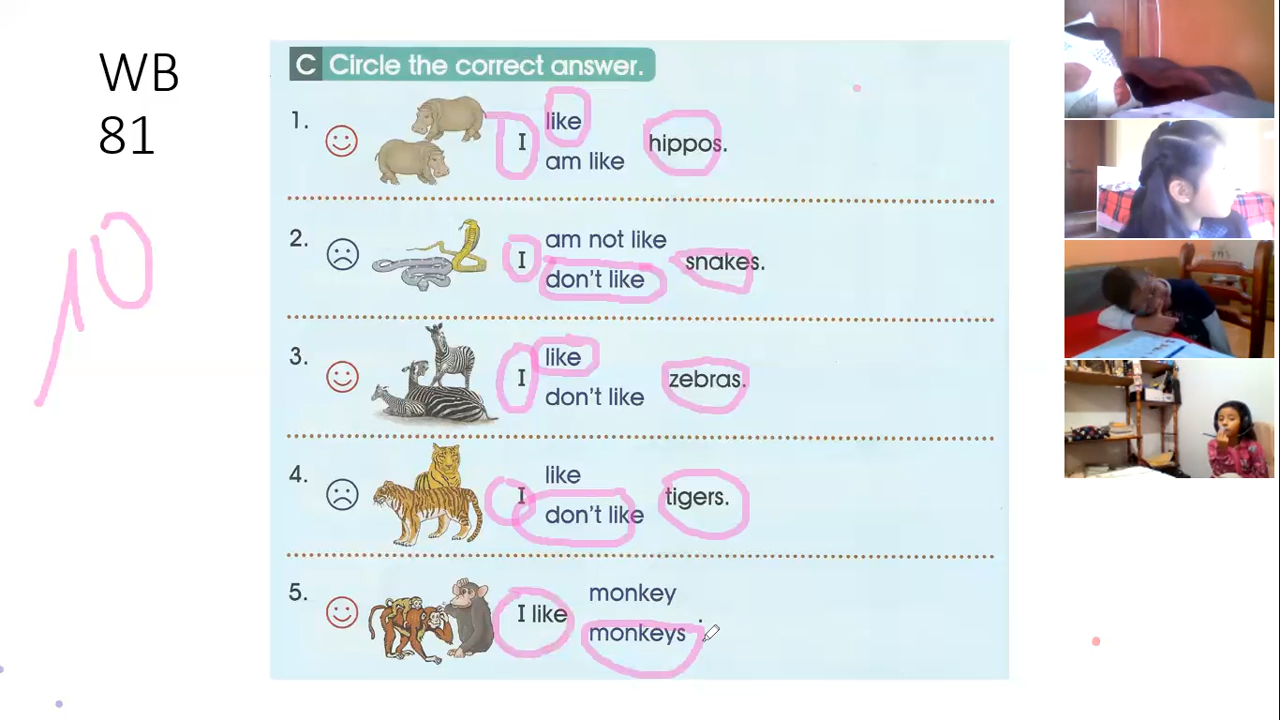 WB
81
10
C Circle the correct answer.
1. I like hippos.
am like
2. I am not like snakes.
don't like
3. I like zebras.
don't like
4. I like tigers.
don't like
5. I like monkey .
monkeys